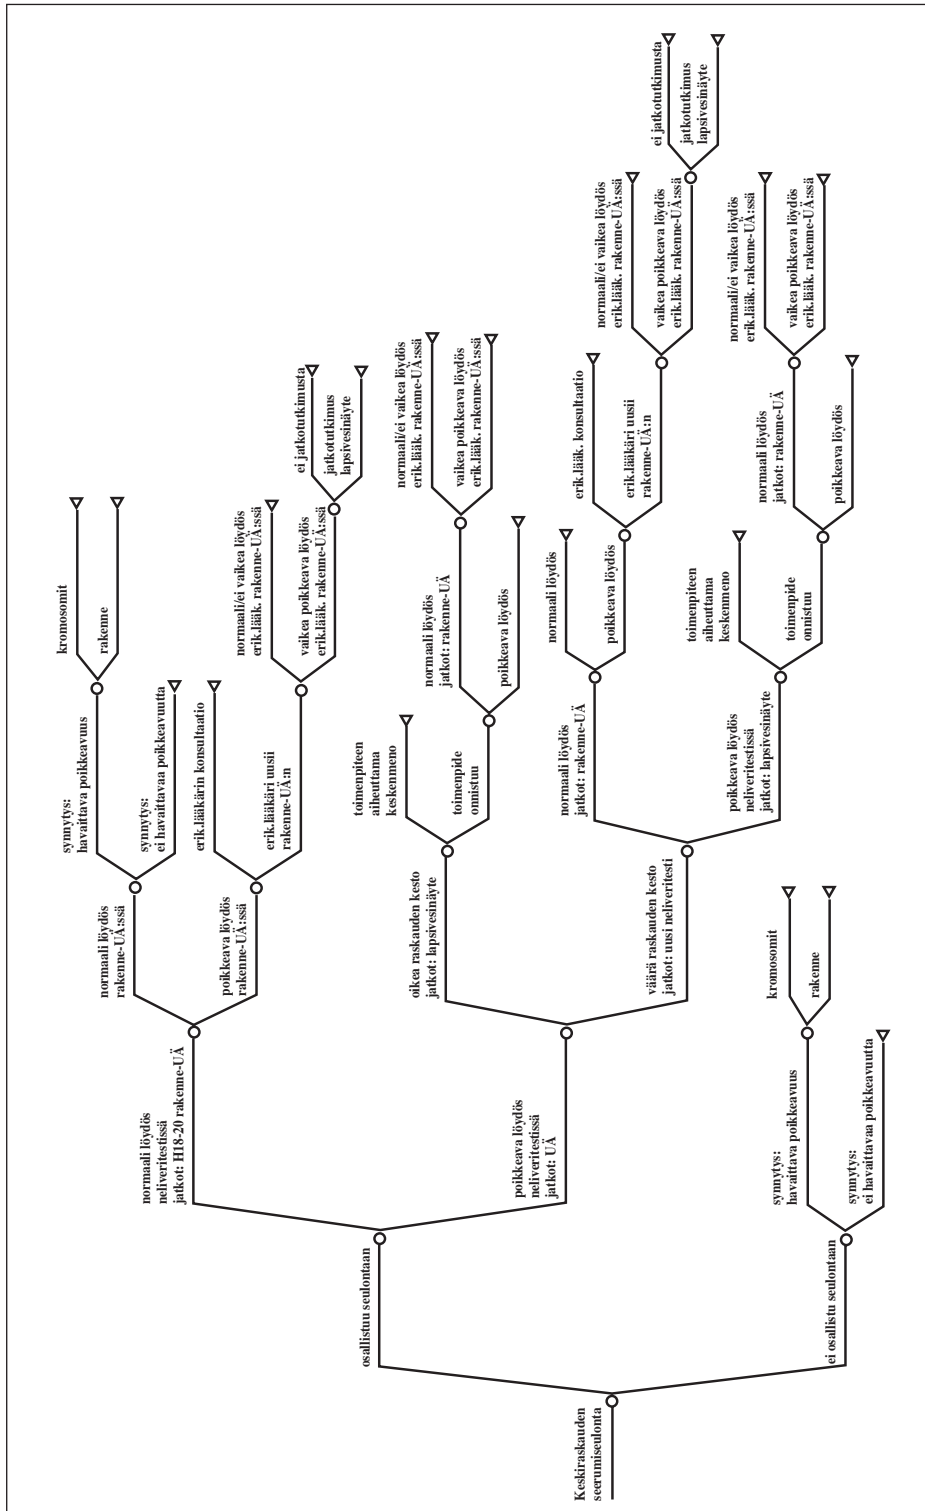 Keskiraskauden
seerumiseulonta
osallistuu seulontaan
normaali löydös
neliveritestissä
jatkot: H18-20 rakenne-UÄ
normaali löydös
rakenne-UÄ:ssä
synnytys:
havaittava poikkeavuus
kromosomit
rakenne
synnytys:
ei havaittavaa poikkeavuutta
poikkeava löydös
rakenne-UÄ:ssä
erik.lääkärin konsultaatio
erik.lääkäri uusii
rakenne-UÄ:n
normaali/ei vaikea löydös
erik.lääk. rakenne-UÄ:ssä
vaikea poikkeava löydös
erik.lääk. rakenne-UÄ:ssä
ei jatkotutkimusta
jatkotutkimus
lapsivesinäyte
poikkeava löydös
neliveritestissä
jatkot: UÄ
oikea raskauden kesto
jatkot: lapsivesinäyte
toimenpiteen
aiheuttama
keskenmeno
toimenpide
onnistuu
normaali löydös
jatkot: rakenne-UÄ
normaali/ei vaikea löydös
erik.lääk. rakenne-UÄ:ssä
vaikea poikkeava löydös
erik.lääk. rakenne-UÄ:ssä
poikkeava löydös
väärä raskauden kesto
jatkot: uusi neliveritesti
normaali löydös
jatkot: rakenne-UÄ
normaali löydös
poikkeava löydös
erik.lääk. konsultaatio
erik.lääkäri uusii
rakenne-UÄ:n
normaali/ei vaikea löydös
erik.lääk. rakenne-UÄ:ssä
vaikea poikkeava löydös
erik.lääk. rakenne-UÄ:ssä
ei jatkotutkimusta
jatkotutkimus
lapsivesinäyte
poikkeava löydös
neliveritestissä
jatkot: lapsivesinäyte
toimenpiteen
aiheuttama
keskenmeno
toimenpide
onnistuu
normaali löydös
jatkot: rakenne-UÄ
normaali/ei vaikea löydös
erik.lääk. rakenne-UÄ:ssä
vaikea poikkeava löydös
erik.lääk. rakenne-UÄ:ssä
poikkeava löydös
ei osallistu seulontaan
synnytys:
havaittava poikkeavuus
kromosomit
rakenne
synnytys:
ei havaittavaa poikkeavuutta